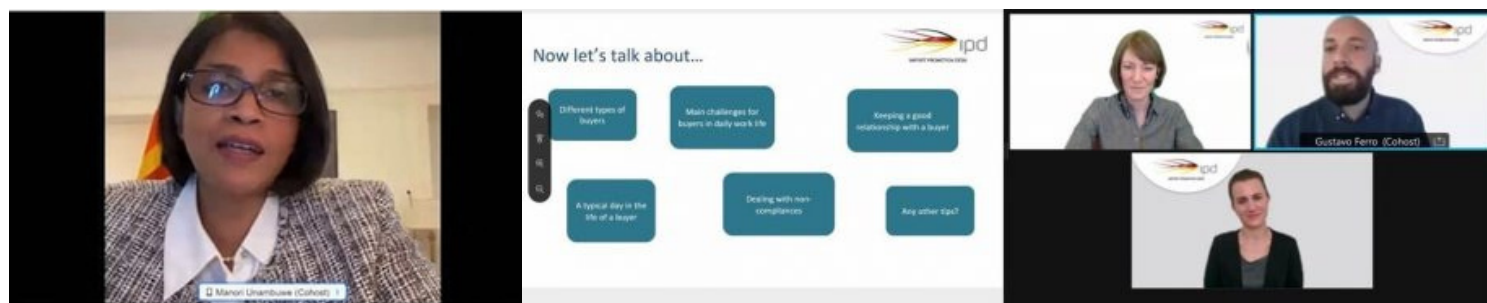 Manori Unambuwe (Cohost)
Now let's talk about...
ipd
IMPORT PROMOTION DESK
Different types of
buyers
Main challenges for
buyers in daily work life
Keeping a good
relationship with a buyer
A typical day in the
life of a buyer
Dealing with non-
compliances
Any other tips?
ipd
ipd
Gustavo Ferro (Cohost)
ipd